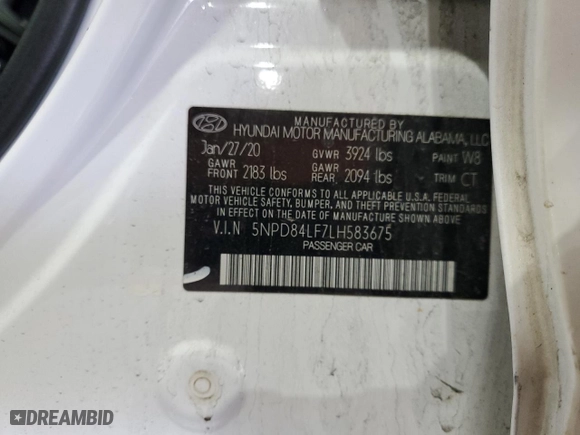 MANUFACTURED BY
HYUNDAI MOTOR MANUFACTURING ALABAMA, LLC
Jan/27/20 GVWR 3924 lbs PAINT W8
GAWR FRONT 2183 lbs GAWR REAR 2094 lbs TRIM CT
THIS VEHICLE CONFORMS TO ALL APPLICABLE U.S.A. FEDERAL
MOTOR VEHICLE SAFETY, BUMPER, AND THEFT PREVENTION STANDARDS
IN EFFECT ON THE DATE OF MANUFACTURE SHOWN ABOVE.
V.I.N 5NPD84LF7LH583675
PASSENGER CAR
DREAMBID